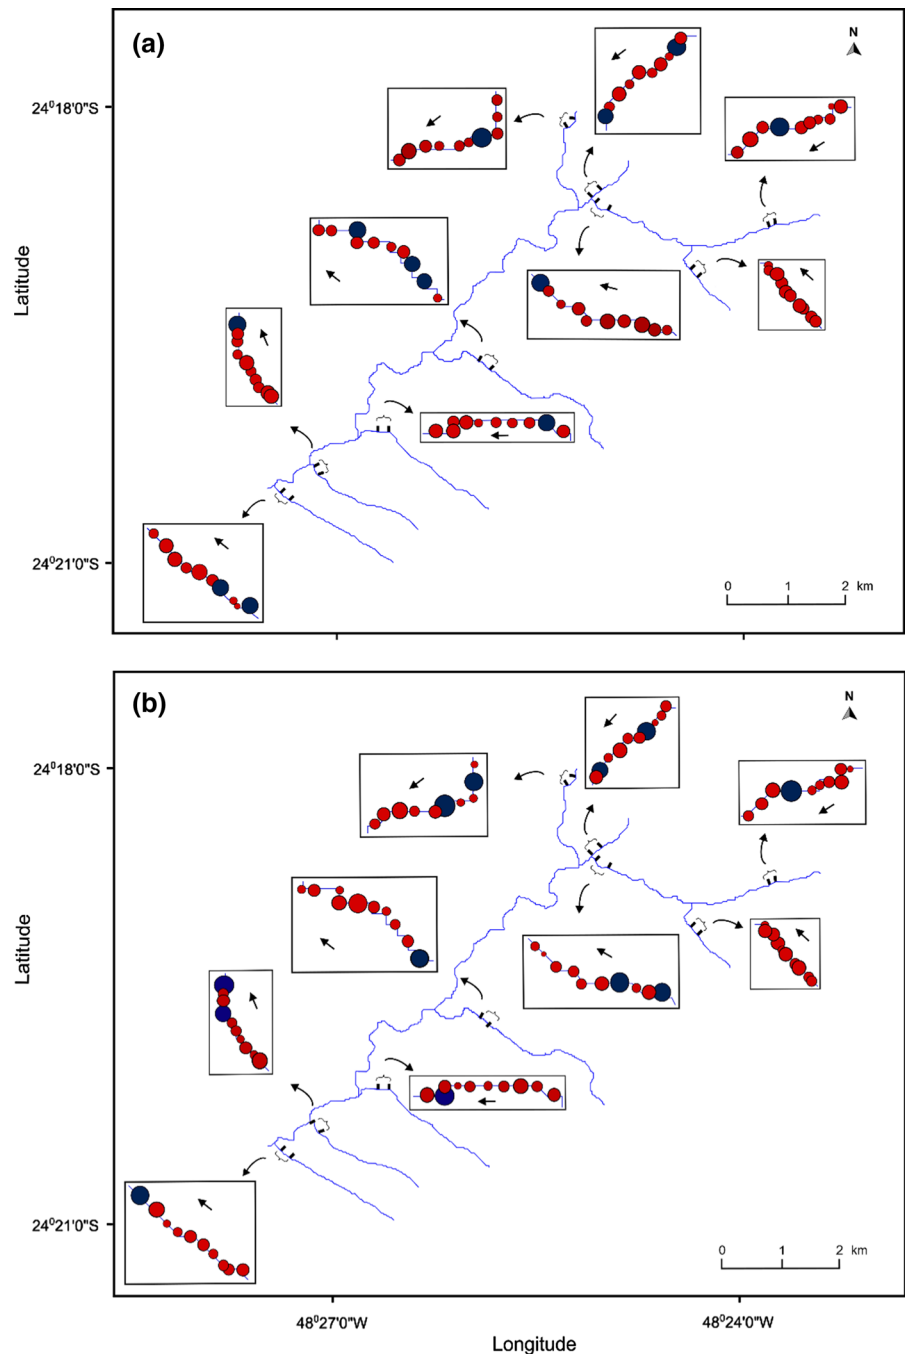 (a)
N
24⁰18'0"S
Latitude
24⁰21'0"S
0 1 2 km
(b)
N
24⁰18'0"S
Latitude
24⁰21'0"S
0 1 2 km
48⁰27'0"W 48⁰24'0"W
Longitude